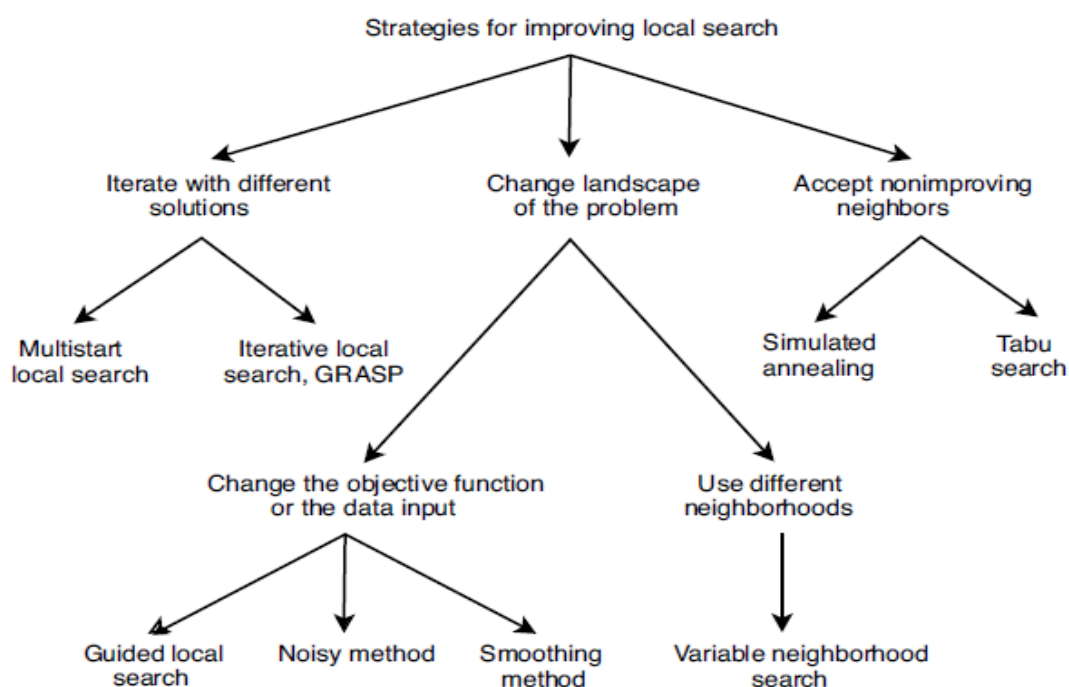 Strategies for improving local search
Iterate with different
solutions
Change landscape
of the problem
Accept nonimproving
neighbors
Multistart
local search
Iterative local
search, GRASP
Simulated
annealing
Tabu
search
Change the objective function
or the data input
Use different
neighborhoods
Guided local
search
Noisy method
Smoothing
method
Variable neighborhood
search